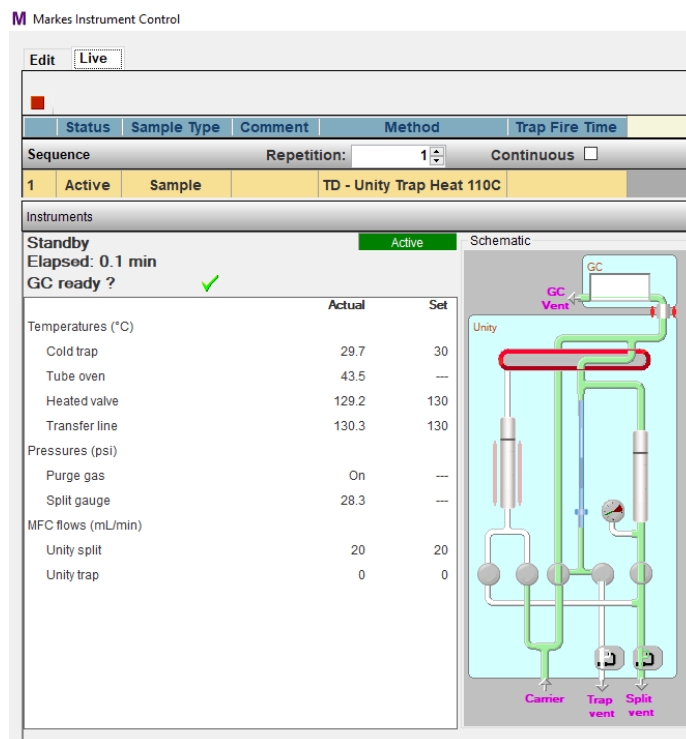 M Markes Instrument Control
Edit Live
Status Sample Type Comment Method Trap Fire Time
Sequence Repetition: 1 Continuous
1 Active Sample TD - Unity Trap Heat 110C
Instruments
Standby Active Schematic
Elapsed: 0.1 min
GC ready ?
Actual Set
Temperatures (°C)
Cold trap 29.7 30
Tube oven 43.5 ---
Heated valve 129.2 130
Transfer line 130.3 130
Pressures (psi)
Purge gas On ---
Split gauge 28.3 ---
MFC flows (mL/min)
Unity split 20 20
Unity trap 0 0
GC
GC
Vent
Unity
Carrier
Trap
vent
Split
vent